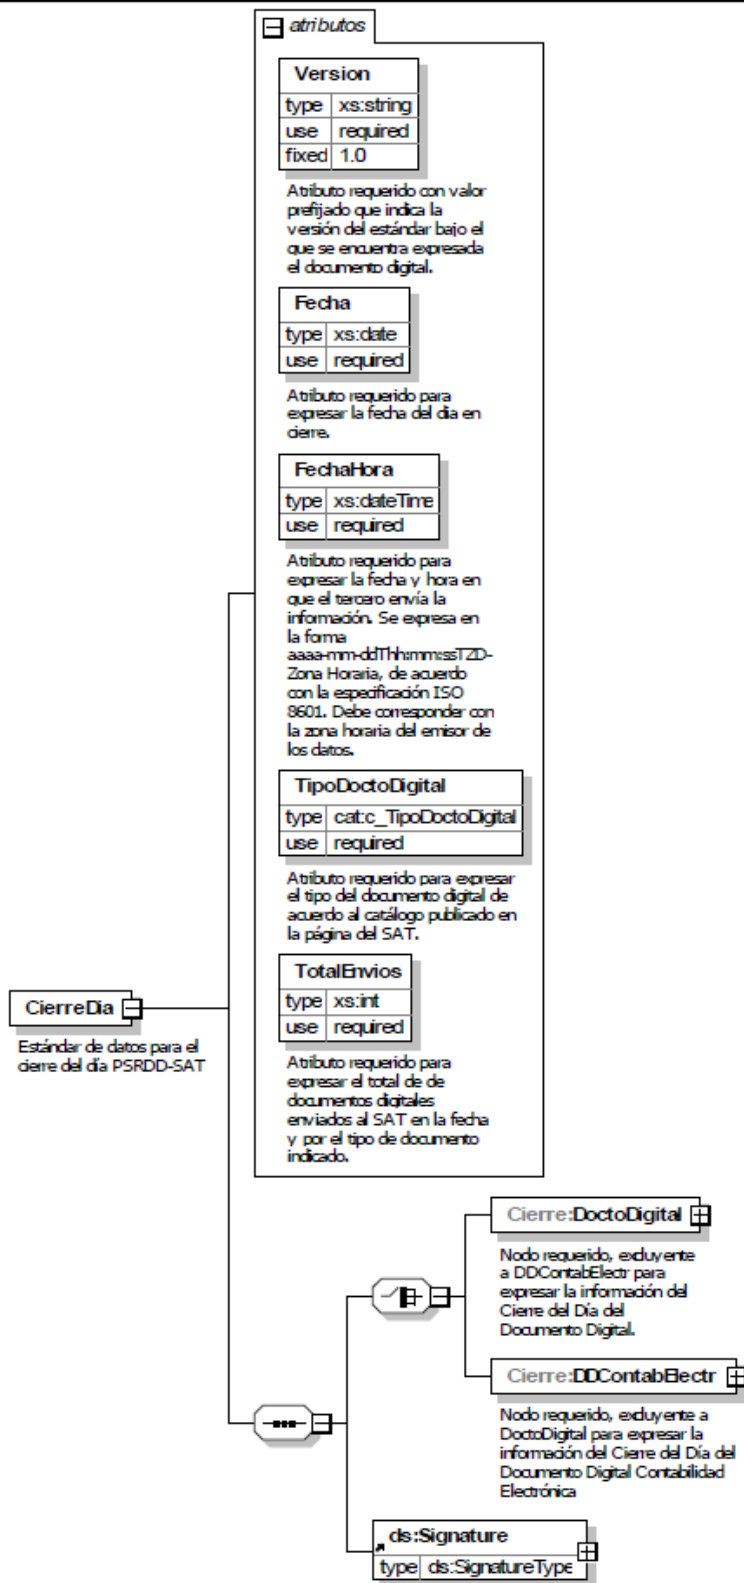 atributos
Version
type xs:string
use required
fixed 1.0
Atributo requerido con valor
prefijado que indica la
versión del estándar bajo el
que se encuentra expresada
el documento digital.
Fecha
type xs:date
use required
Atributo requerido para
expresar la fecha del dia en
cierre.
FechaHora
type xs:dateTime
use required
Atributo requerido para
expresar la fecha y hora en
que el tercero envía la
información. Se expresa en
la forma
aaaa-mm-ddThh:mm:ssTZD-
Zona Horaria, de acuerdo
con la especificación ISO
8601. Debe corresponder con
la zona horaria del emisor de
los datos.
TipoDoctoDigital
type cat:c_TipoDoctoDigital
use required
Atributo requerido para expresar
el tipo del documento digital de
acuerdo al catálogo publicado en
la página del SAT.
TotalEnvios
type xs:int
use required
Atributo requerido para
expresar el total de de
documentos digitales
enviados al SAT en la fecha
y por el tipo de documento
indicado.
CierreDia
Estándar de datos para el
cierre del día PSRDD-SAT
Cierre:DoctoDigital
Nodo requerido, excluyente
a DDContabElectr para
expresar la información del
Cierre del Día del
Documento Digital.
Cierre:DDContabElectr
Nodo requerido, excluyente a
DoctoDigital para expresar la
información del Cierre del Día del
Documento Digital Contabilidad
Electrónica
ds:Signature
type ds:SignatureType